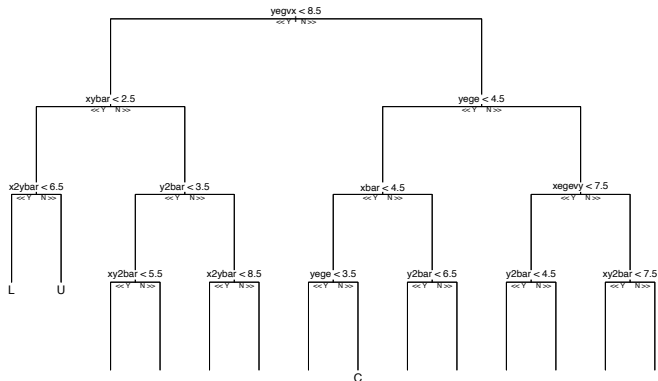 yegvx < 8.5
<< Y N >>
xybar < 2.5
<< Y N >>
yege < 4.5
<< Y N >>
x2ybar < 6.5
<< Y N >>
y2bar < 3.5
<< Y N >>
xbar < 4.5
<< Y N >>
xegevy < 7.5
<< Y N >>
xy2bar < 5.5
<< Y N >>
x2ybar < 8.5
<< Y N >>
yege < 3.5
<< Y N >>
y2bar < 6.5
<< Y N >>
y2bar < 4.5
<< Y N >>
xy2bar < 7.5
<< Y N >>
L
U
C